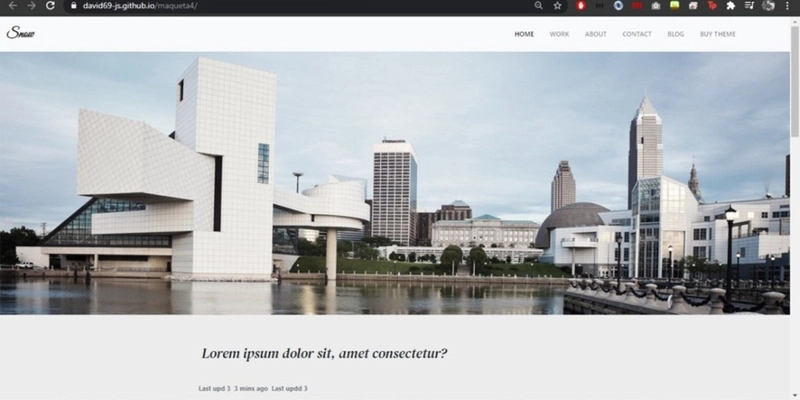 david69-js.github.io/maqueta4/
Snow
HOME WORK ABOUT CONTACT BLOG BUY THEME
Lorem ipsum dolor sit, amet consectetur?
Last upd 3 3 mins ago Last updd 3